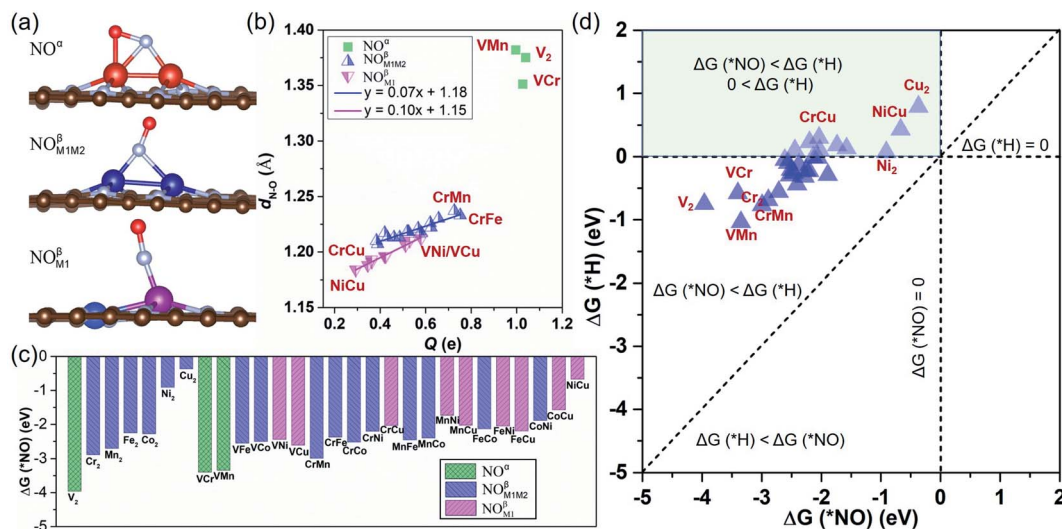 (a)
NOα
NOβM1M2
NOβM1
(b)
dN-O (Å)
1.40
1.35
1.30
1.25
1.20
1.15
NOα
NOβM1M2
NOβM1
y = 0.07x + 1.18
y = 0.10x + 1.15
VMn
V2
VCr
CrMn
CrFe
CrCu
VNi/VCu
NiCu
0.2 0.4 0.6 0.8 1.0 1.2
Q (e)
(c)
ΔG (*NO) (eV)
0
-1
-2
-3
-4
-5
V2
Cr2
Mn2
Fe2
Co2
Ni2
Cu2
VCr
VMn
VFe
VCo
VNi
VCu
CrMn
CrFe
CrCo
CrNi
CrCu
MnFe
MnCo
MnNi
MnCu
FeCo
FeNi
FeCu
CoNi
CoCu
NiCu
NOα
NOβM1M2
NOβM1
(d)
ΔG (*H) (eV)
2
1
0
-1
-2
-3
-4
-5
ΔG (*NO) < ΔG (*H)
0 < ΔG (*H)
Cu2
NiCu
CrCu
Ni2
ΔG (*H) = 0
VCr
V2
Cr2
CrMn
VMn
ΔG (*NO) < ΔG (*H)
ΔG (*NO) = 0
ΔG (*H) < ΔG (*NO)
-5 -4 -3 -2 -1 0 1 2
ΔG (*NO) (eV)